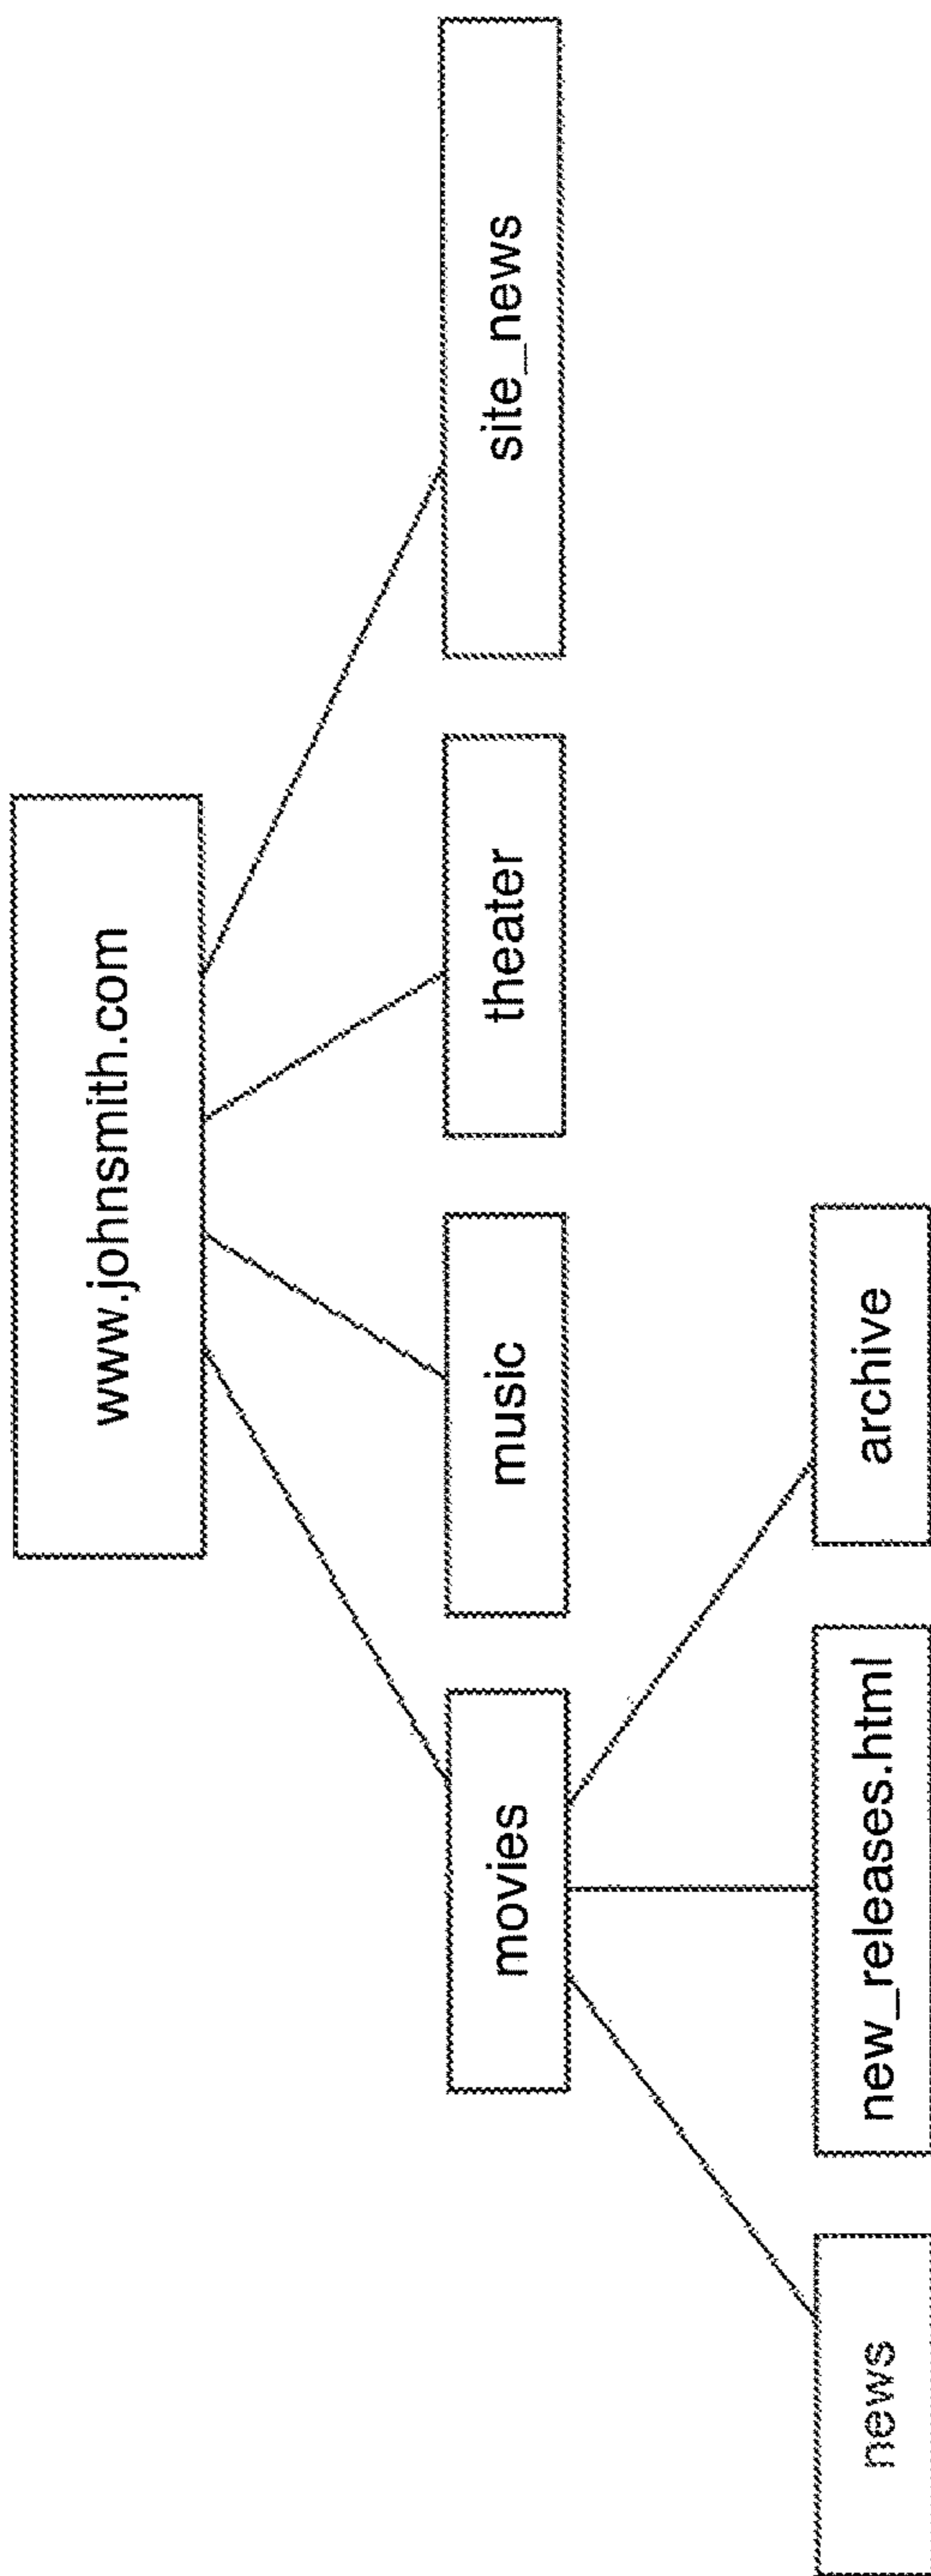 www.johnsmith.com
movies
music
theater
site_news
news
new_releases.html
archive